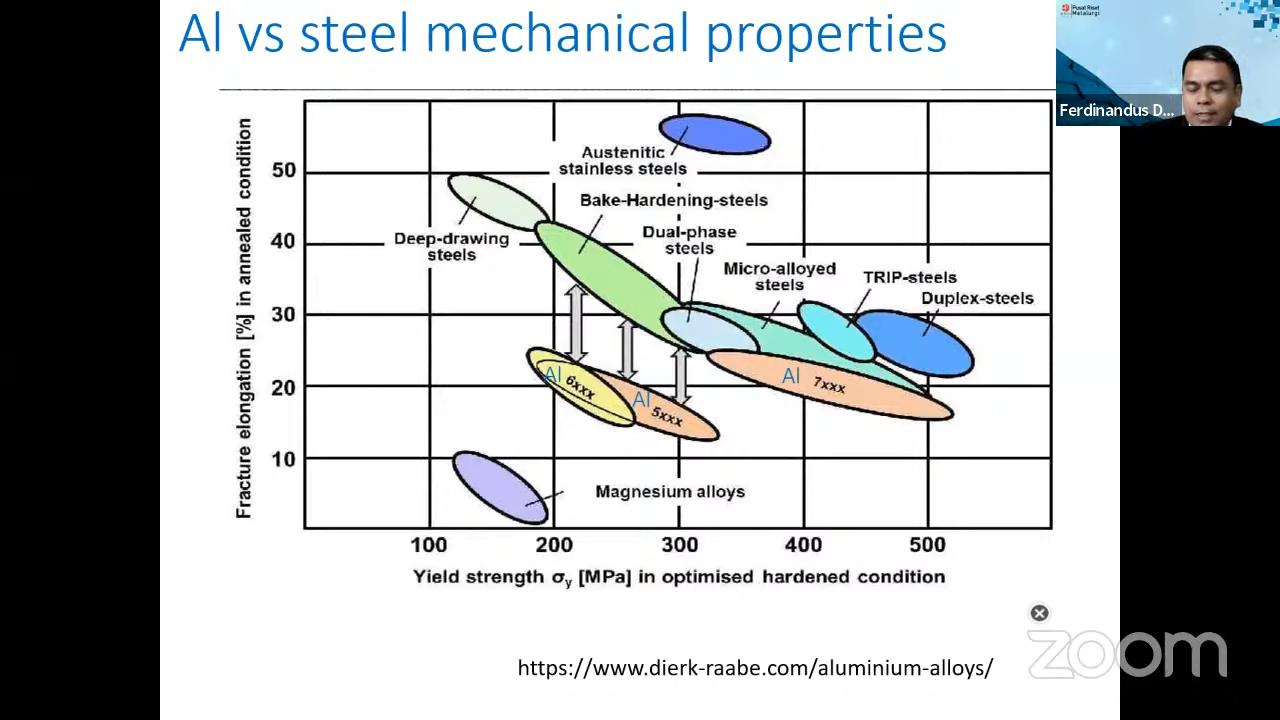 Al vs steel mechanical properties
Pusat Riset
Metalurgi
Ferdinandus D...
Fracture elongation [%] in annealed condition
50
40
30
20
10
Austenitic
stainless steels
Bake-Hardening-steels
Deep-drawing
steels
Dual-phase
steels
Micro-alloyed
steels
TRIP-steels
Duplex-steels
Al 6xxx
Al 5xxx
Al 7xxx
Magnesium alloys
100 200 300 400 500
Yield strength σy [MPa] in optimised hardened condition
https://www.dierk-raabe.com/aluminium-alloys/
zoom